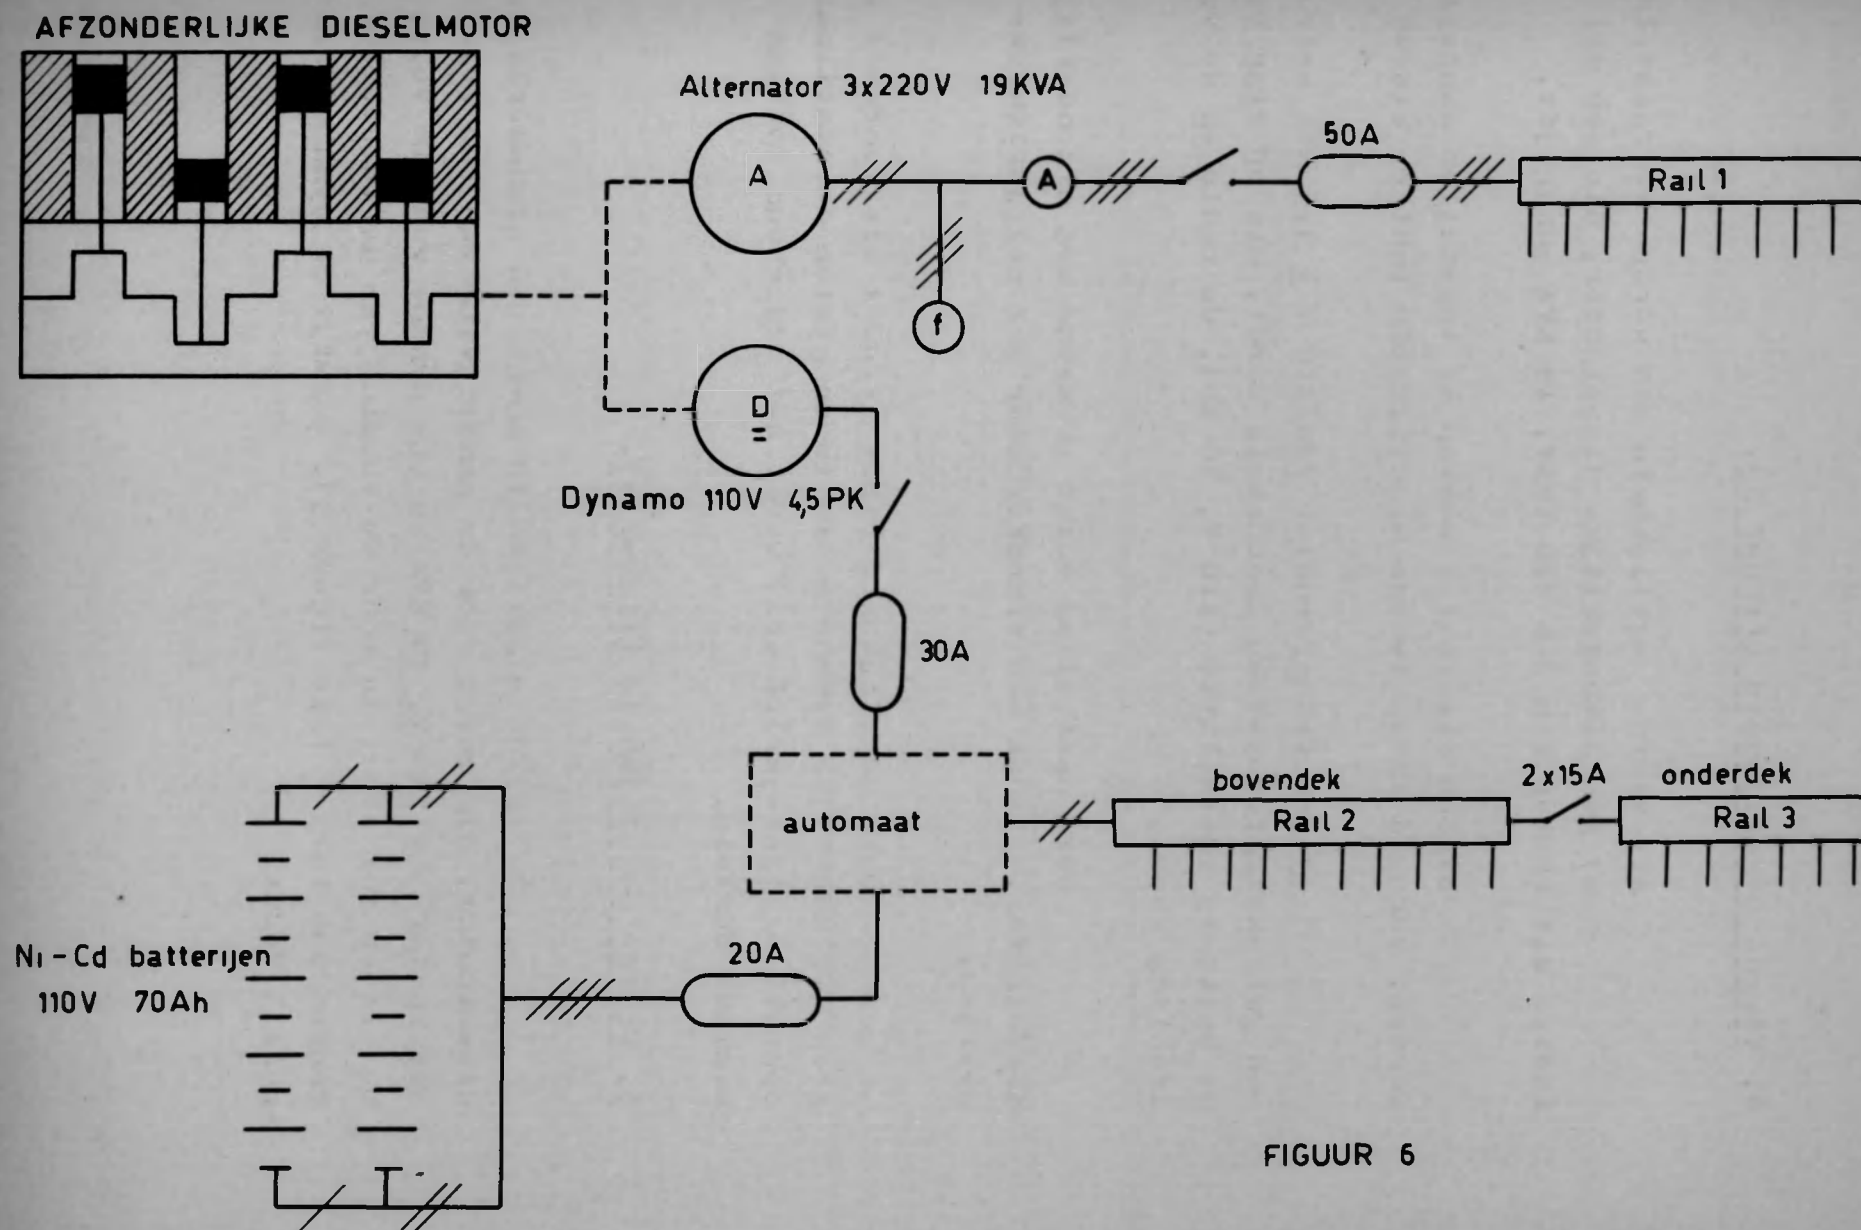 AFZONDERLIJKE DIESELMOTOR
Alternator 3x220V 19KVA
A
A
50A
Rail 1
f
D
Dynamo 110V 4,5PK
30A
automaat
bovendek
Rail 2
2x15A
onderdek
Rail 3
Ni-Cd batterijen
110V 70Ah
20A
FIGUUR 6